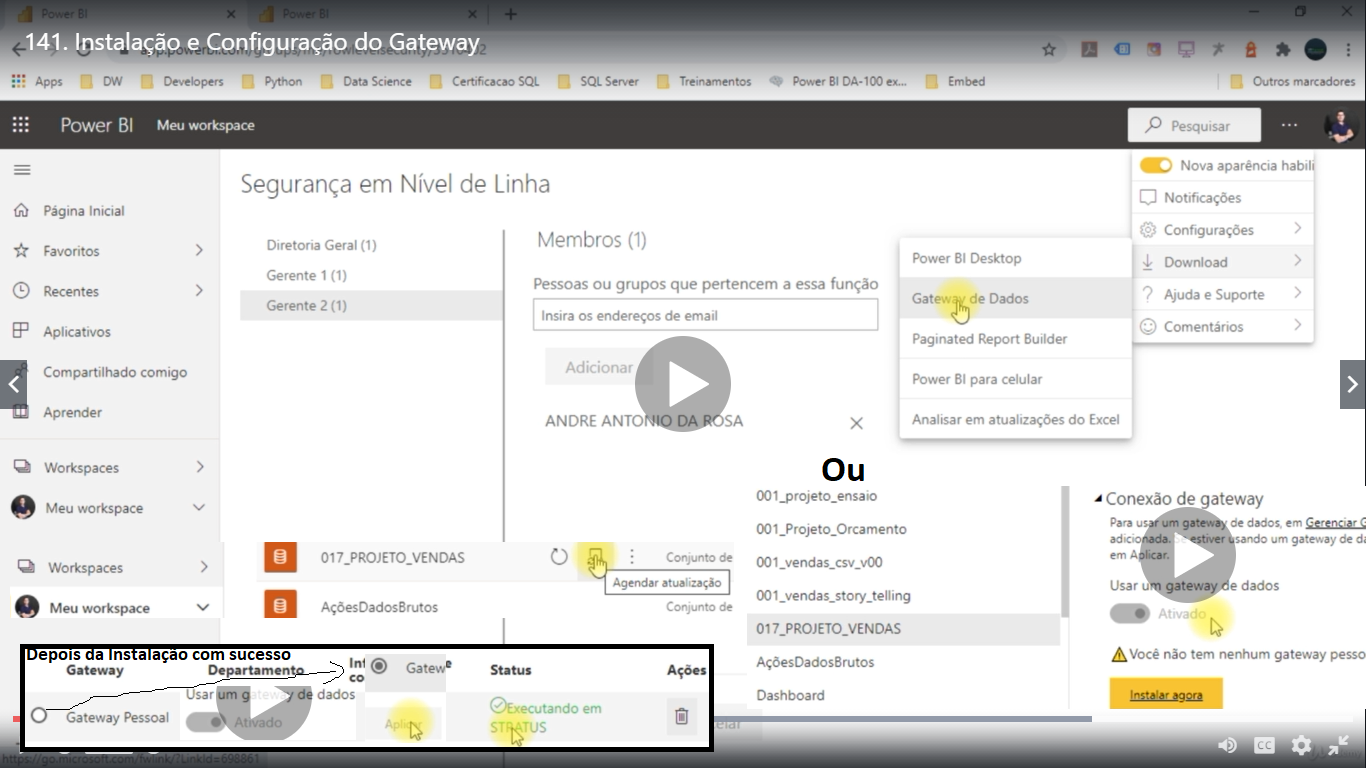 Power BI
Power BI
141. Instalação e Configuração do Gateway
Apps
DW
Developers
Python
Data Science
Certificacao SQL
SQL Server
Treinamentos
Power BI DA-100 ex...
Embed
Outros marcadores
Power BI
Meu workspace
Pesquisar
Página Inicial
Favoritos
Recentes
Aplicativos
Compartilhado comigo
Aprender
Workspaces
Meu workspace
Workspaces
Meu workspace
Segurança em Nível de Linha
Diretoria Geral (1)
Gerente 1 (1)
Gerente 2 (1)
Membros (1)
Pessoas ou grupos que pertencem a essa função
Insira os endereços de email
Adicionar
ANDRE ANTONIO DA ROSA
Nova aparência habili
Notificações
Configurações
Download
Ajuda e Suporte
Comentários
Power BI Desktop
Gateway de Dados
Paginated Report Builder
Power BI para celular
Analisar em atualizações do Excel
Ou
017_PROJETO_VENDAS
Conjunto de
Agendar atualização
AçõesDadosBrutos
Conjunto de
001_projeto_ensaio
001_Projeto_Orcamento
001_vendas_csv_v00
001_vendas_story_telling
017_PROJETO_VENDAS
AçõesDadosBrutos
Dashboard
Conexão de gateway
Para usar um gateway de dados, em Gerenciar G
adicionada. Se estiver usando um gateway de da
em Aplicar.
Usar um gateway de dados
Ativado
Você não tem nenhum gateway pesso
Instalar agora
Depois da Instalação com sucesso
Gateway
Departamento
Gatew
Status
Ações
Usar um gateway de dados
Gateway Pessoal
Ativado
Aplicar
Executando em
STRATUS
https://go.microsoft.com/fwlink/?LinkId=698861
CC